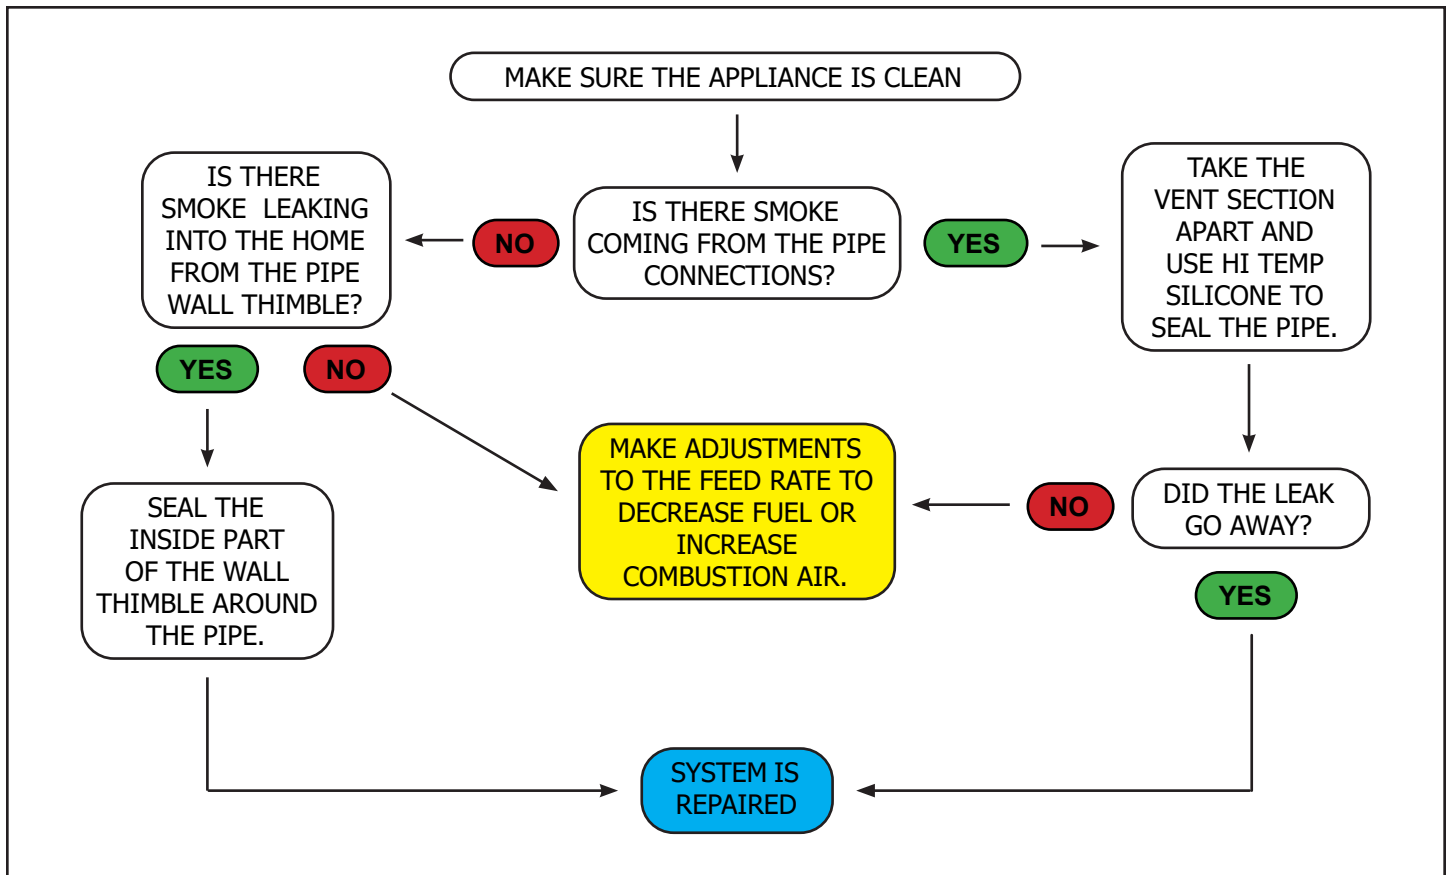 MAKE SURE THE APPLIANCE IS CLEAN
IS THERE
SMOKE LEAKING
INTO THE HOME
FROM THE PIPE
WALL THIMBLE?
NO
IS THERE SMOKE
COMING FROM THE PIPE
CONNECTIONS?
YES
TAKE THE
VENT SECTION
APART AND
USE HI TEMP
SILICONE TO
SEAL THE PIPE.
YES
NO
MAKE ADJUSTMENTS
TO THE FEED RATE TO
DECREASE FUEL OR
INCREASE
COMBUSTION AIR.
NO
DID THE LEAK
GO AWAY?
SEAL THE
INSIDE PART
OF THE WALL
THIMBLE AROUND
THE PIPE.
YES
SYSTEM IS
REPAIRED